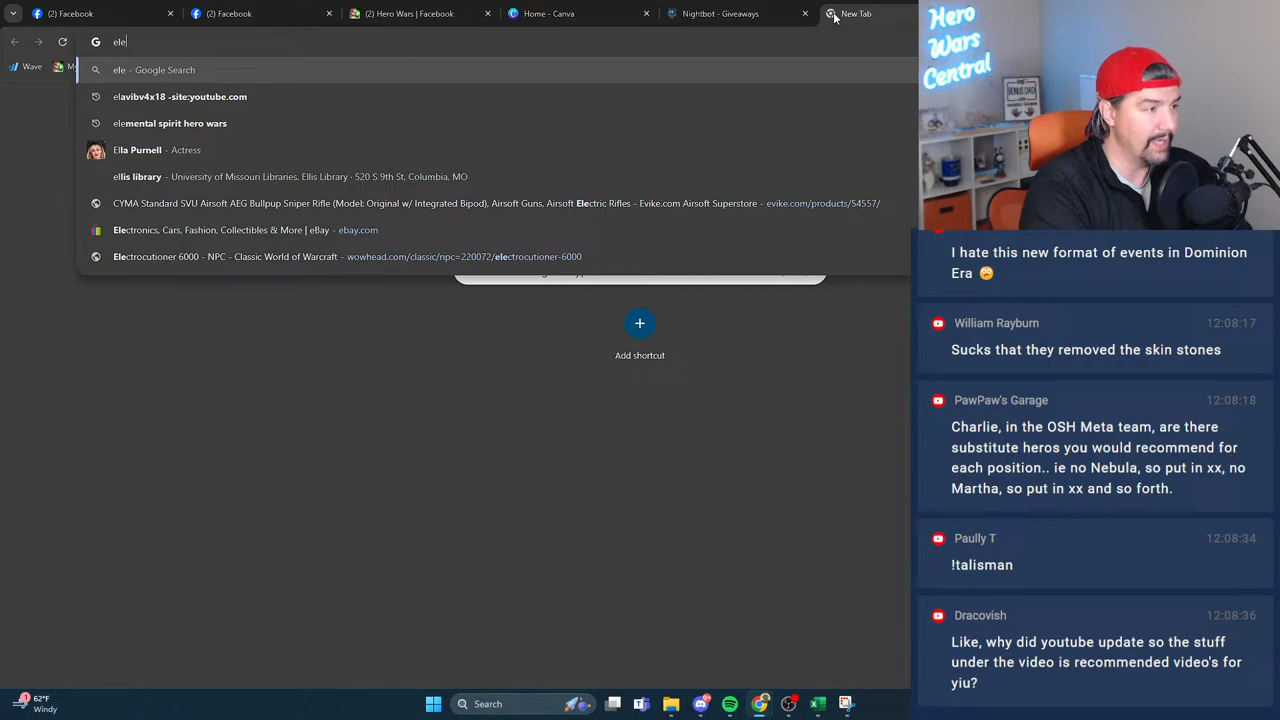 (2) Facebook
(2) Facebook
(2) Hero Wars | Facebook
Home - Canva
Nightbot - Giveaways
New Tab
ele
Wave
ele - Google Search
elavibv4x18 -site:youtube.com
elemental spirit hero wars
Ella Purnell - Actress
ellis library - University of Missouri Libraries, Ellis Library · 520 S 9th St, Columbia, MO
CYMA Standard SVU Airsoft AEG Bullpup Sniper Rifle (Model: Original w/ Integrated Bipod), Airsoft Guns, Airsoft Electric Rifles - Evike.com Airsoft Superstore - evike.com/products/54557/
Electronics, Cars, Fashion, Collectibles & More | eBay - ebay.com
Electrocutioner 6000 - NPC - Classic World of Warcraft - wowhead.com/classic/npc=220072/electrocutioner-6000
Add shortcut
Hero
Wars
Central
BONUS DAD
I hate this new format of events in Dominion
Era 😕
William Rayburn 12:08:17
Sucks that they removed the skin stones
PawPaw's Garage 12:08:18
Charlie, in the OSH Meta team, are there
substitute heros you would recommend for
each position.. ie no Nebula, so put in xx, no
Martha, so put in xx and so forth.
Paully T 12:08:34
!talisman
Dracovish 12:08:36
Like, why did youtube update so the stuff
under the video is recommended video's for
yiu?
1
62°F
Windy
Search